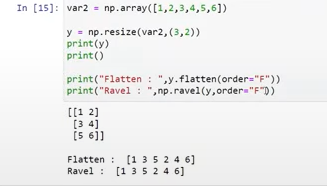 In [15]: var2 = np.array([1,2,3,4,5,6])
y = np.resize(var2,(3,2))
print(y)
print()
print("Flatten : ",y.flatten(order="F"))
print("Ravel : ",np.ravel(y,order="F"))
[[1 2]
[3 4]
[5 6]]
Flatten :  [1 3 5 2 4 6]
Ravel :  [1 3 5 2 4 6]